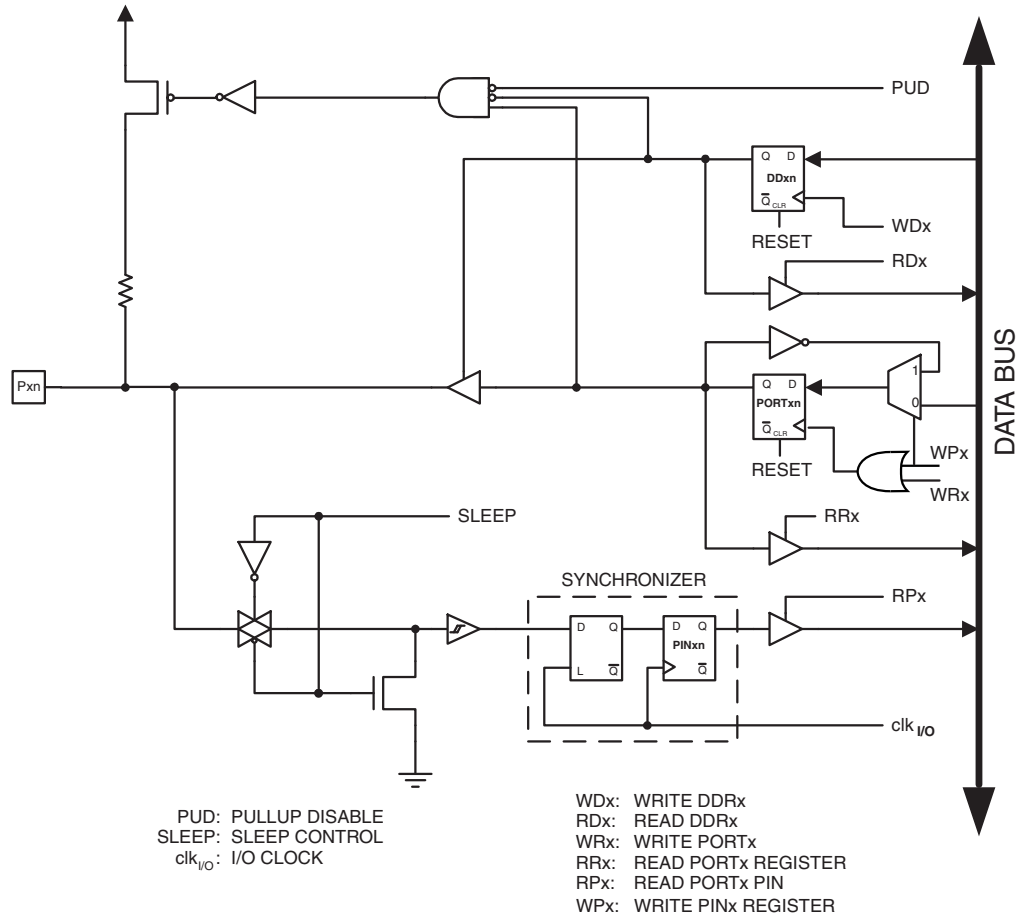 PUD
Q D
DDxn
Q CLR
WDx
RESET
RDx
DATA BUS
1
Pxn
Q D
PORTxn
0
Q CLR
WPx
RESET
WRx
SLEEP
RRx
SYNCHRONIZER
RPx
D Q
D Q
PINxn
L Q
Q
clk I/O
PUD: PULLUP DISABLE
SLEEP: SLEEP CONTROL
clkI/O: I/O CLOCK
WDx: WRITE DDRx
RDx: READ DDRx
WRx: WRITE PORTx
RRx: READ PORTx REGISTER
RPx: READ PORTx PIN
WPx: WRITE PINx REGISTER